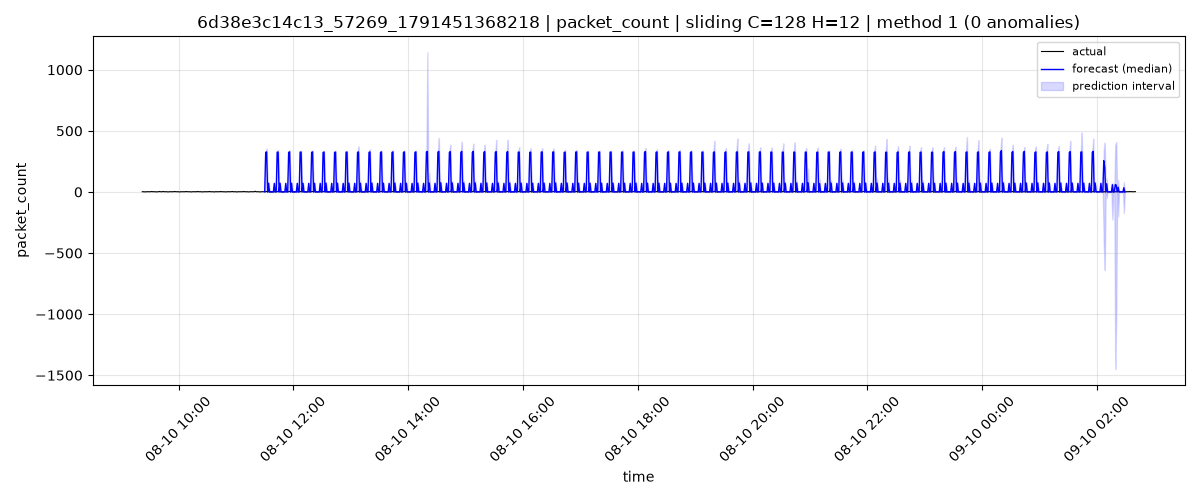 6d38e3c14c13_57269_1791451368218 | packet_count | sliding C=128 H=12 | method 1 (0 anomalies)
actual
forecast (median)
prediction interval
packet_count
1000
500
0
−500
−1000
−1500
08-10 10:00
08-10 12:00
08-10 14:00
08-10 16:00
08-10 18:00
08-10 20:00
08-10 22:00
09-10 00:00
09-10 02:00
time